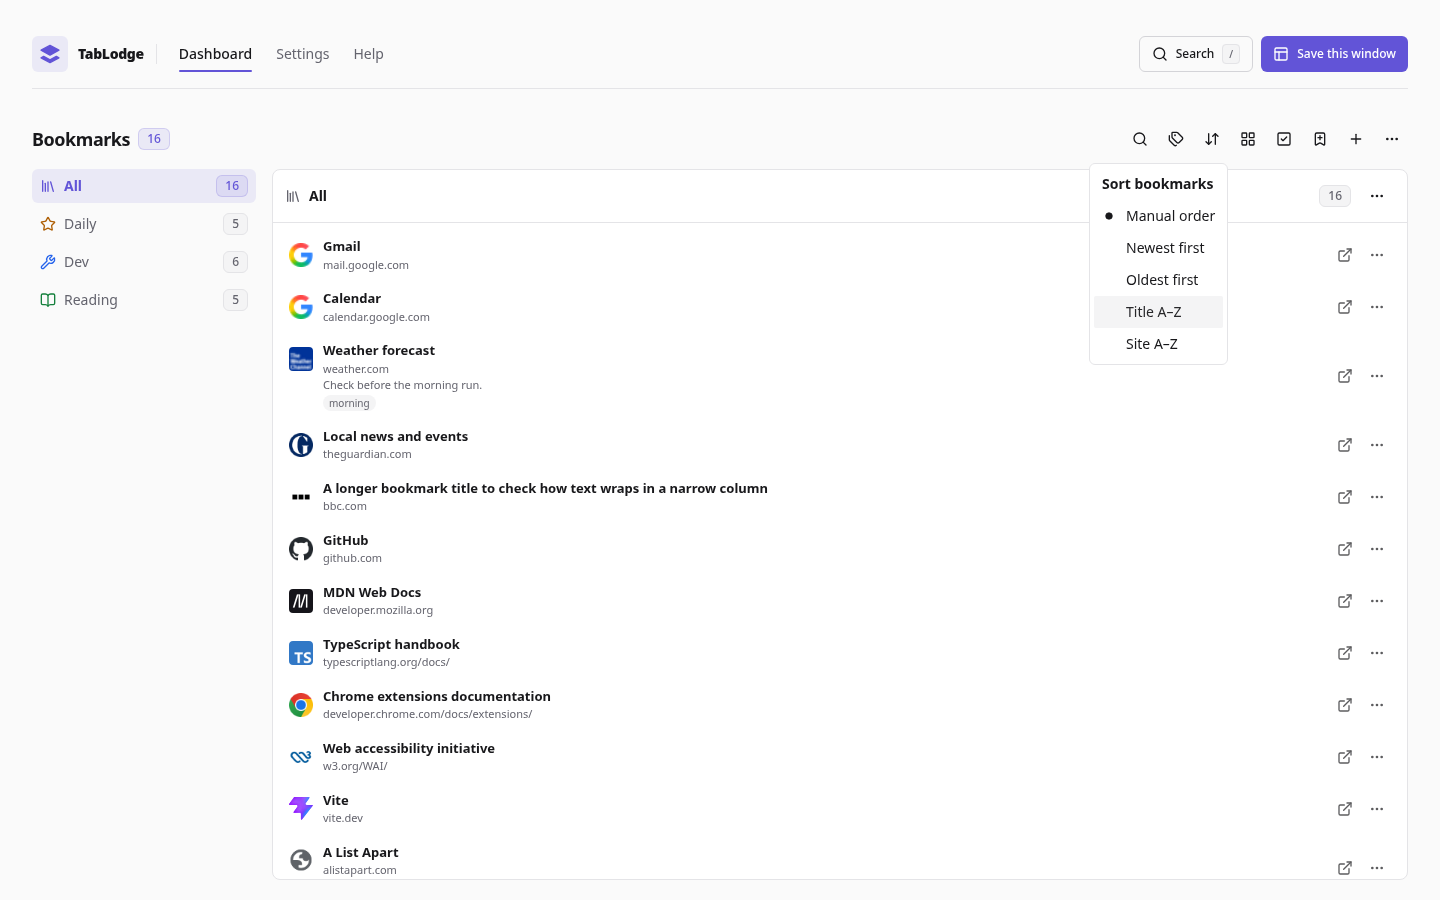 TabLodge
Dashboard
Settings
Help
Search /
Save this window
Bookmarks 16
All 16
Daily 5
Dev 6
Reading 5
All
16
Sort bookmarks
Manual order
Newest first
Oldest first
Title A–Z
Site A–Z
Gmail
mail.google.com
Calendar
calendar.google.com
Weather forecast
weather.com
Check before the morning run.
morning
Local news and events
theguardian.com
A longer bookmark title to check how text wraps in a narrow column
bbc.com
GitHub
github.com
MDN Web Docs
developer.mozilla.org
TS
TypeScript handbook
typescriptlang.org/docs/
Chrome extensions documentation
developer.chrome.com/docs/extensions/
Web accessibility initiative
w3.org/WAI/
Vite
vite.dev
A List Apart
alistapart.com